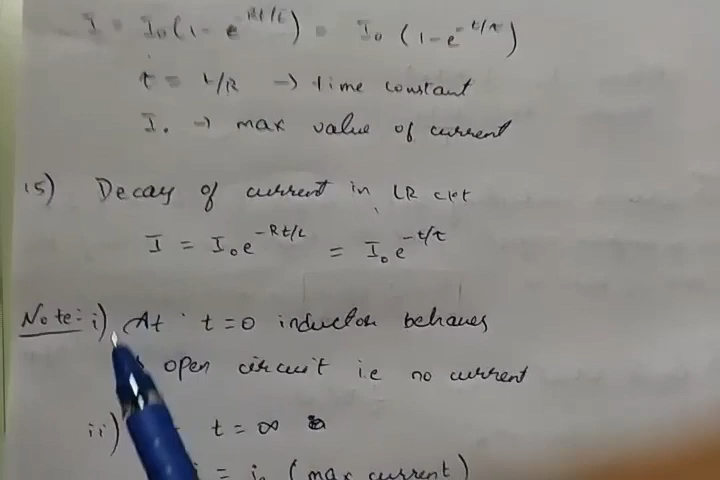 I = I₀(1 - e^-Rt/L) = I₀ (1 - e^-t/τ)
τ = L/R → time constant
I₀ → max value of current
15) Decay of current in LR ckt
I = I₀e^-Rt/L = I₀e^-t/τ
Note: i) At t=0 inductor behaves
open circuit i.e no current
ii) t = ∞
i = i₀ (max current)